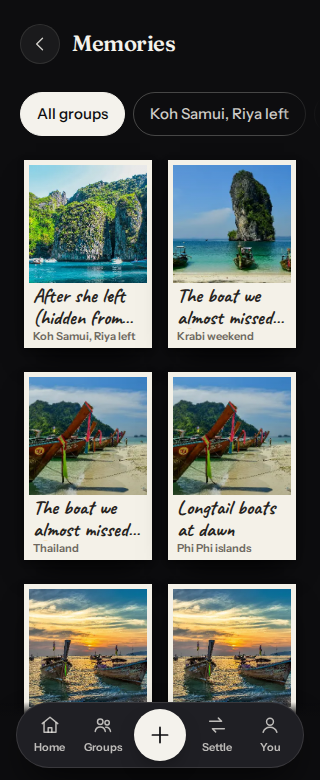 Memories
All groups
Koh Samui, Riya left
After she left
(hidden from...
Koh Samui, Riya left
The boat we
almost missed...
Krabi weekend
The boat we
almost missed...
Thailand
Longtail boats
at dawn
Phi Phi islands
Home
Groups
Settle
You